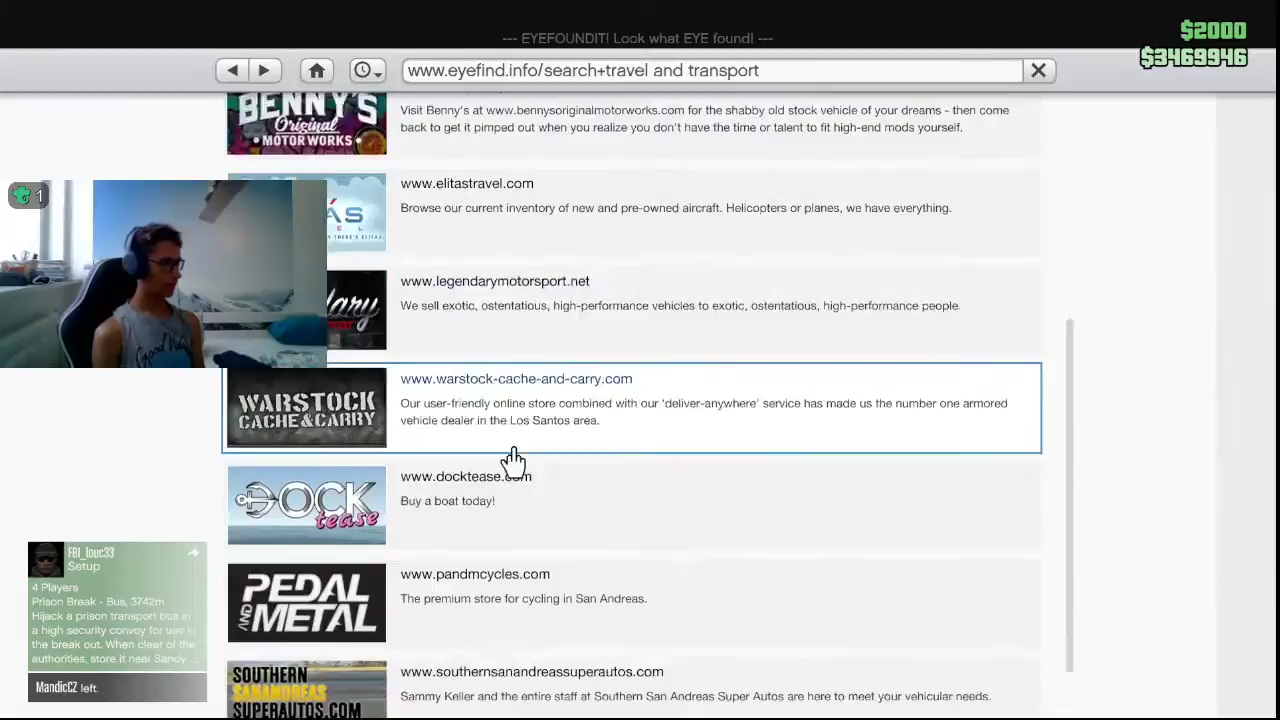 --- EYEFOUNDIT! Look what EYE found! ---
$2000
$3469946
www.eyefind.info/search+travel and transport
BENNY'S
Original
MOTOR WORKS
Visit Benny's at www.bennysoriginalmotorworks.com for the shabby old stock vehicle of your dreams - then come
back to get it pimped out when you realize you don't have the time or talent to fit high-end mods yourself.
1
www.elitastravel.com
Browse our current inventory of new and pre-owned aircraft. Helicopters or planes, we have everything.
www.legendarymotorsport.net
We sell exotic, ostentatious, high-performance vehicles to exotic, ostentatious, high-performance people.
WARSTOCK
CACHE&CARRY
www.warstock-cache-and-carry.com
Our user-friendly online store combined with our 'deliver-anywhere' service has made us the number one armored
vehicle dealer in the Los Santos area.
DOCK
tease
www.docktease.com
Buy a boat today!
FBI_louc33
Setup
4 Players
Prison Break - Bus, 3742m
Hijack a prison transport bus in
a high security convoy for use in
the break out. When clear of the
authorities, store it near Sandy ...
MandicCZ left.
PEDAL
AND METAL
www.pandmcycles.com
The premium store for cycling in San Andreas.
SOUTHERN
SANANDREAS
SUPERAUTOS.COM
www.southernsanandreassuperautos.com
Sammy Keller and the entire staff at Southern San Andreas Super Autos are here to meet your vehicular needs.